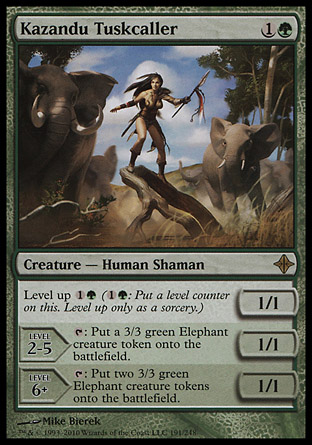 Kazandu Tuskcaller 1
Creature — Human Shaman
Level up 1 (1: Put a level counter
on this. Level up only as a sorcery.)
1/1
LEVEL
2-5
: Put a 3/3 green Elephant
creature token onto the
battlefield.
1/1
LEVEL
6+
: Put two 3/3 green
Elephant creature tokens
onto the battlefield.
1/1
Mike Bierek
™ & © 1993–2010 Wizards of the Coast LLC 194/248